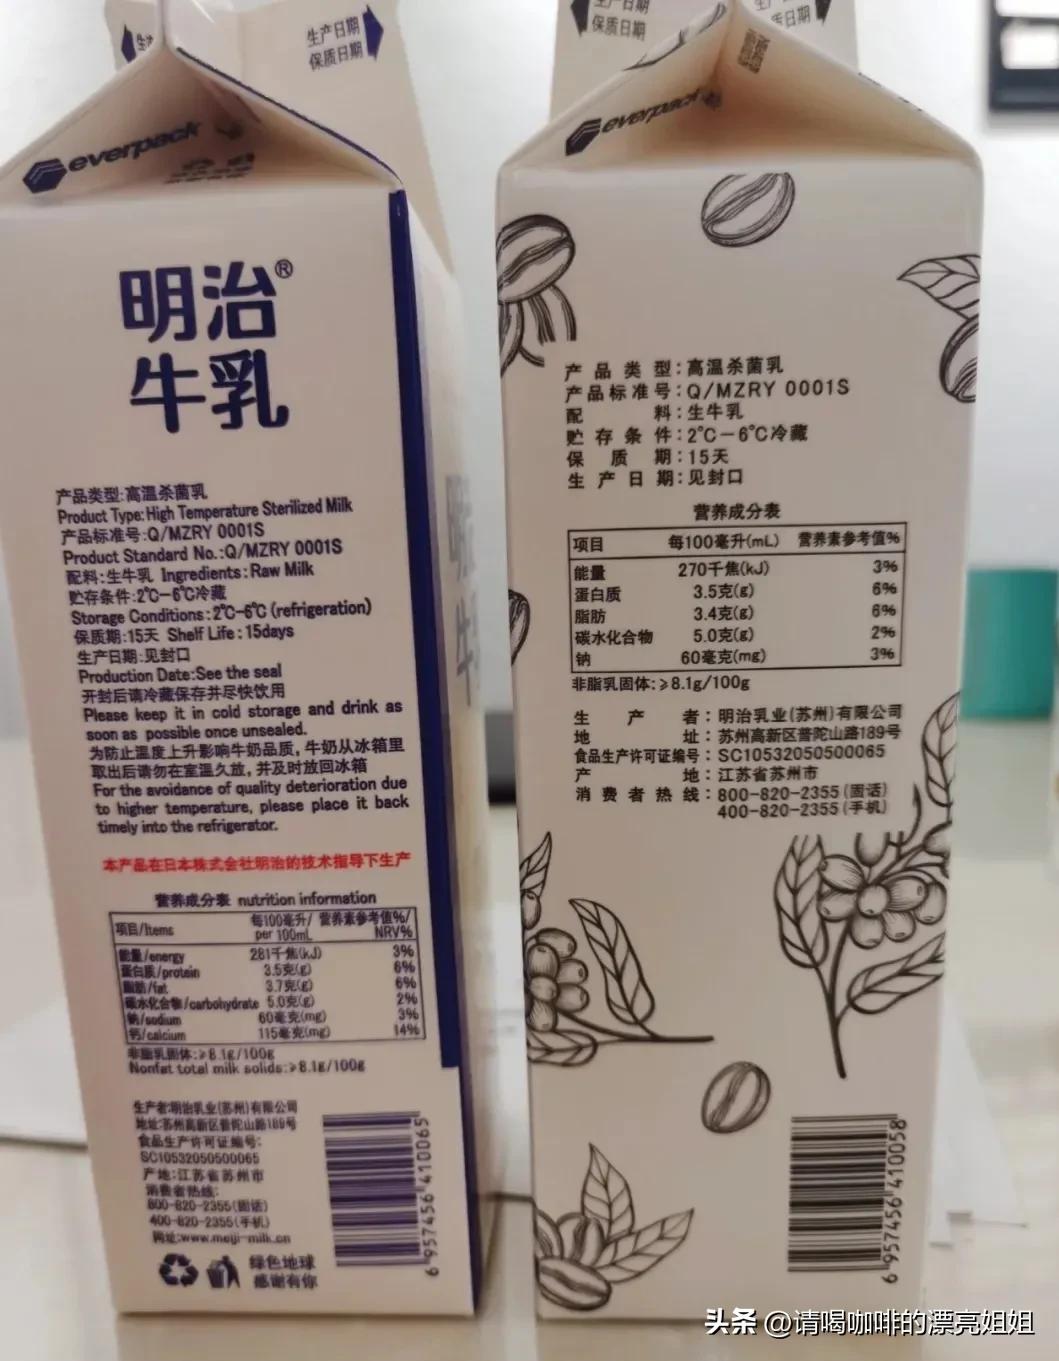 生产日期
保质日期
everpack
明治®
牛乳
产品类型:高温杀菌乳
Product Type:High Temperature Sterilized Milk
产品标准号:Q/MZRY 0001S
Product Standard No.:Q/MZRY 0001S
配料:生牛乳 Ingredients:Raw Milk
贮存条件:2℃-6℃冷藏
Storage Conditions:2℃-6℃ (refrigeration)
保质期:15天 Shelf Life:15days
生产日期:见封口
Production Date:See the seal
开封后请冷藏保存并尽快饮用
Please keep it in cold storage and drink as
soon as possible once unsealed.
为防止温度上升影响牛奶品质,牛奶从冰箱里
取出后请勿在室温久放,并及时放回冰箱
For the avoidance of quality deterioration due
to higher temperature, please place it back
timely into the refrigerator.
本产品在日本株式会社明治的技术指导下生产
营养成分表 nutrition information
项目/Items 每100毫升/per 100mL 营养素参考值%/NRV%
能量/energy 281千焦(kJ) 3%
蛋白质/protein 3.5克(g) 6%
脂肪/fat 3.7克(g) 6%
碳水化合物/carbohydrate 5.0克(g) 2%
钠/sodium 60毫克(mg) 3%
钙/calcium 115毫克(mg) 14%
非脂乳固体:≥8.1g/100g
Nonfat total milk solids:≥8.1g/100g
生产者:明治乳业(苏州)有限公司
地址:苏州高新区普陀山路189号
食品生产许可证编号:
SC10532050500065
产地:江苏省苏州市
消费者热线:
800-820-2355(固话)
400-820-2355(手机)
网址:www.meiji-milk.cn
绿色地球
感谢有你
6 957456 410065
生产日期
保质日期
everpack
产品类型:高温杀菌乳
产品标准号:Q/MZRY 0001S
配料:生牛乳
贮存条件:2℃-6℃冷藏
保质期:15天
生产日期:见封口
营养成分表
项目 每100毫升(mL) 营养素参考值%
能量 270千焦(kJ) 3%
蛋白质 3.5克(g) 6%
脂肪 3.4克(g) 6%
碳水化合物 5.0克(g) 2%
钠 60毫克(mg) 3%
非脂乳固体:≥8.1g/100g
生产者:明治乳业(苏州)有限公司
地址:苏州高新区普陀山路189号
食品生产许可证编号:SC10532050500065
产地:江苏省苏州市
消费者热线:800-820-2355(固话)
400-820-2355(手机)
6 957456 410058
头条 @请喝咖啡的漂亮姐姐